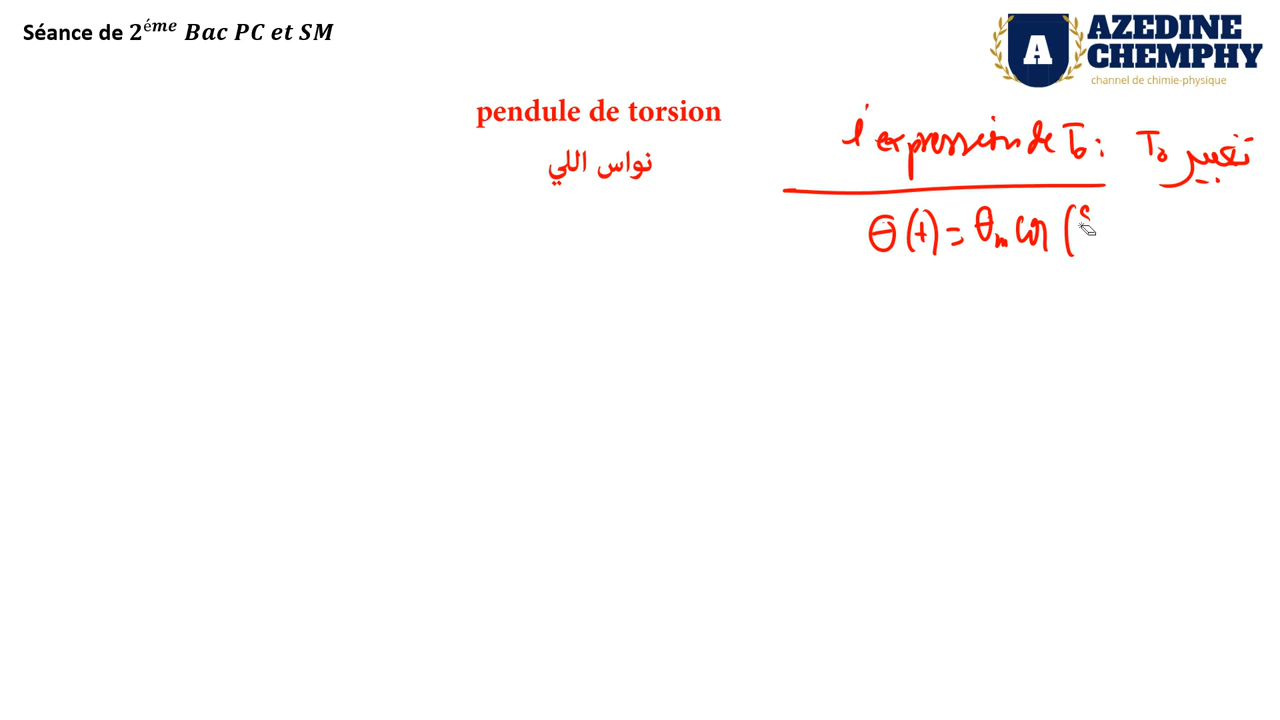 Séance de 2éme Bac PC et SM
AZEDINE
CHEMPHY
channel de chimie-physique
A
pendule de torsion
نواس اللي
l'expression de T₀ :
تعبير T₀
θ(t) = θₘ cos (